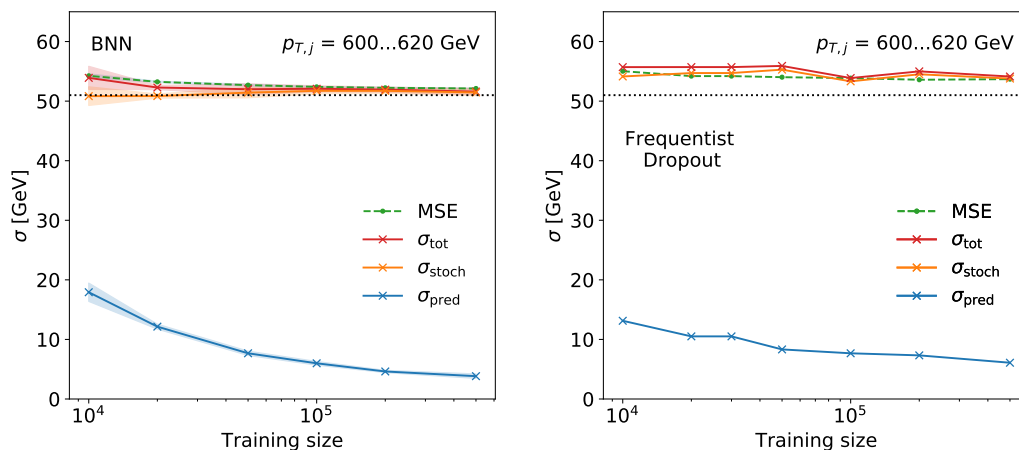 BNN
p_{T,j} = 600...620 GeV
60
50
40
30
20
10
0
σ [GeV]
MSE
σ_tot
σ_stoch
σ_pred
10^4
10^5
Training size
p_{T,j} = 600...620 GeV
Frequentist
Dropout
60
50
40
30
20
10
0
σ [GeV]
MSE
σ_tot
σ_stoch
σ_pred
10^4
10^5
Training size